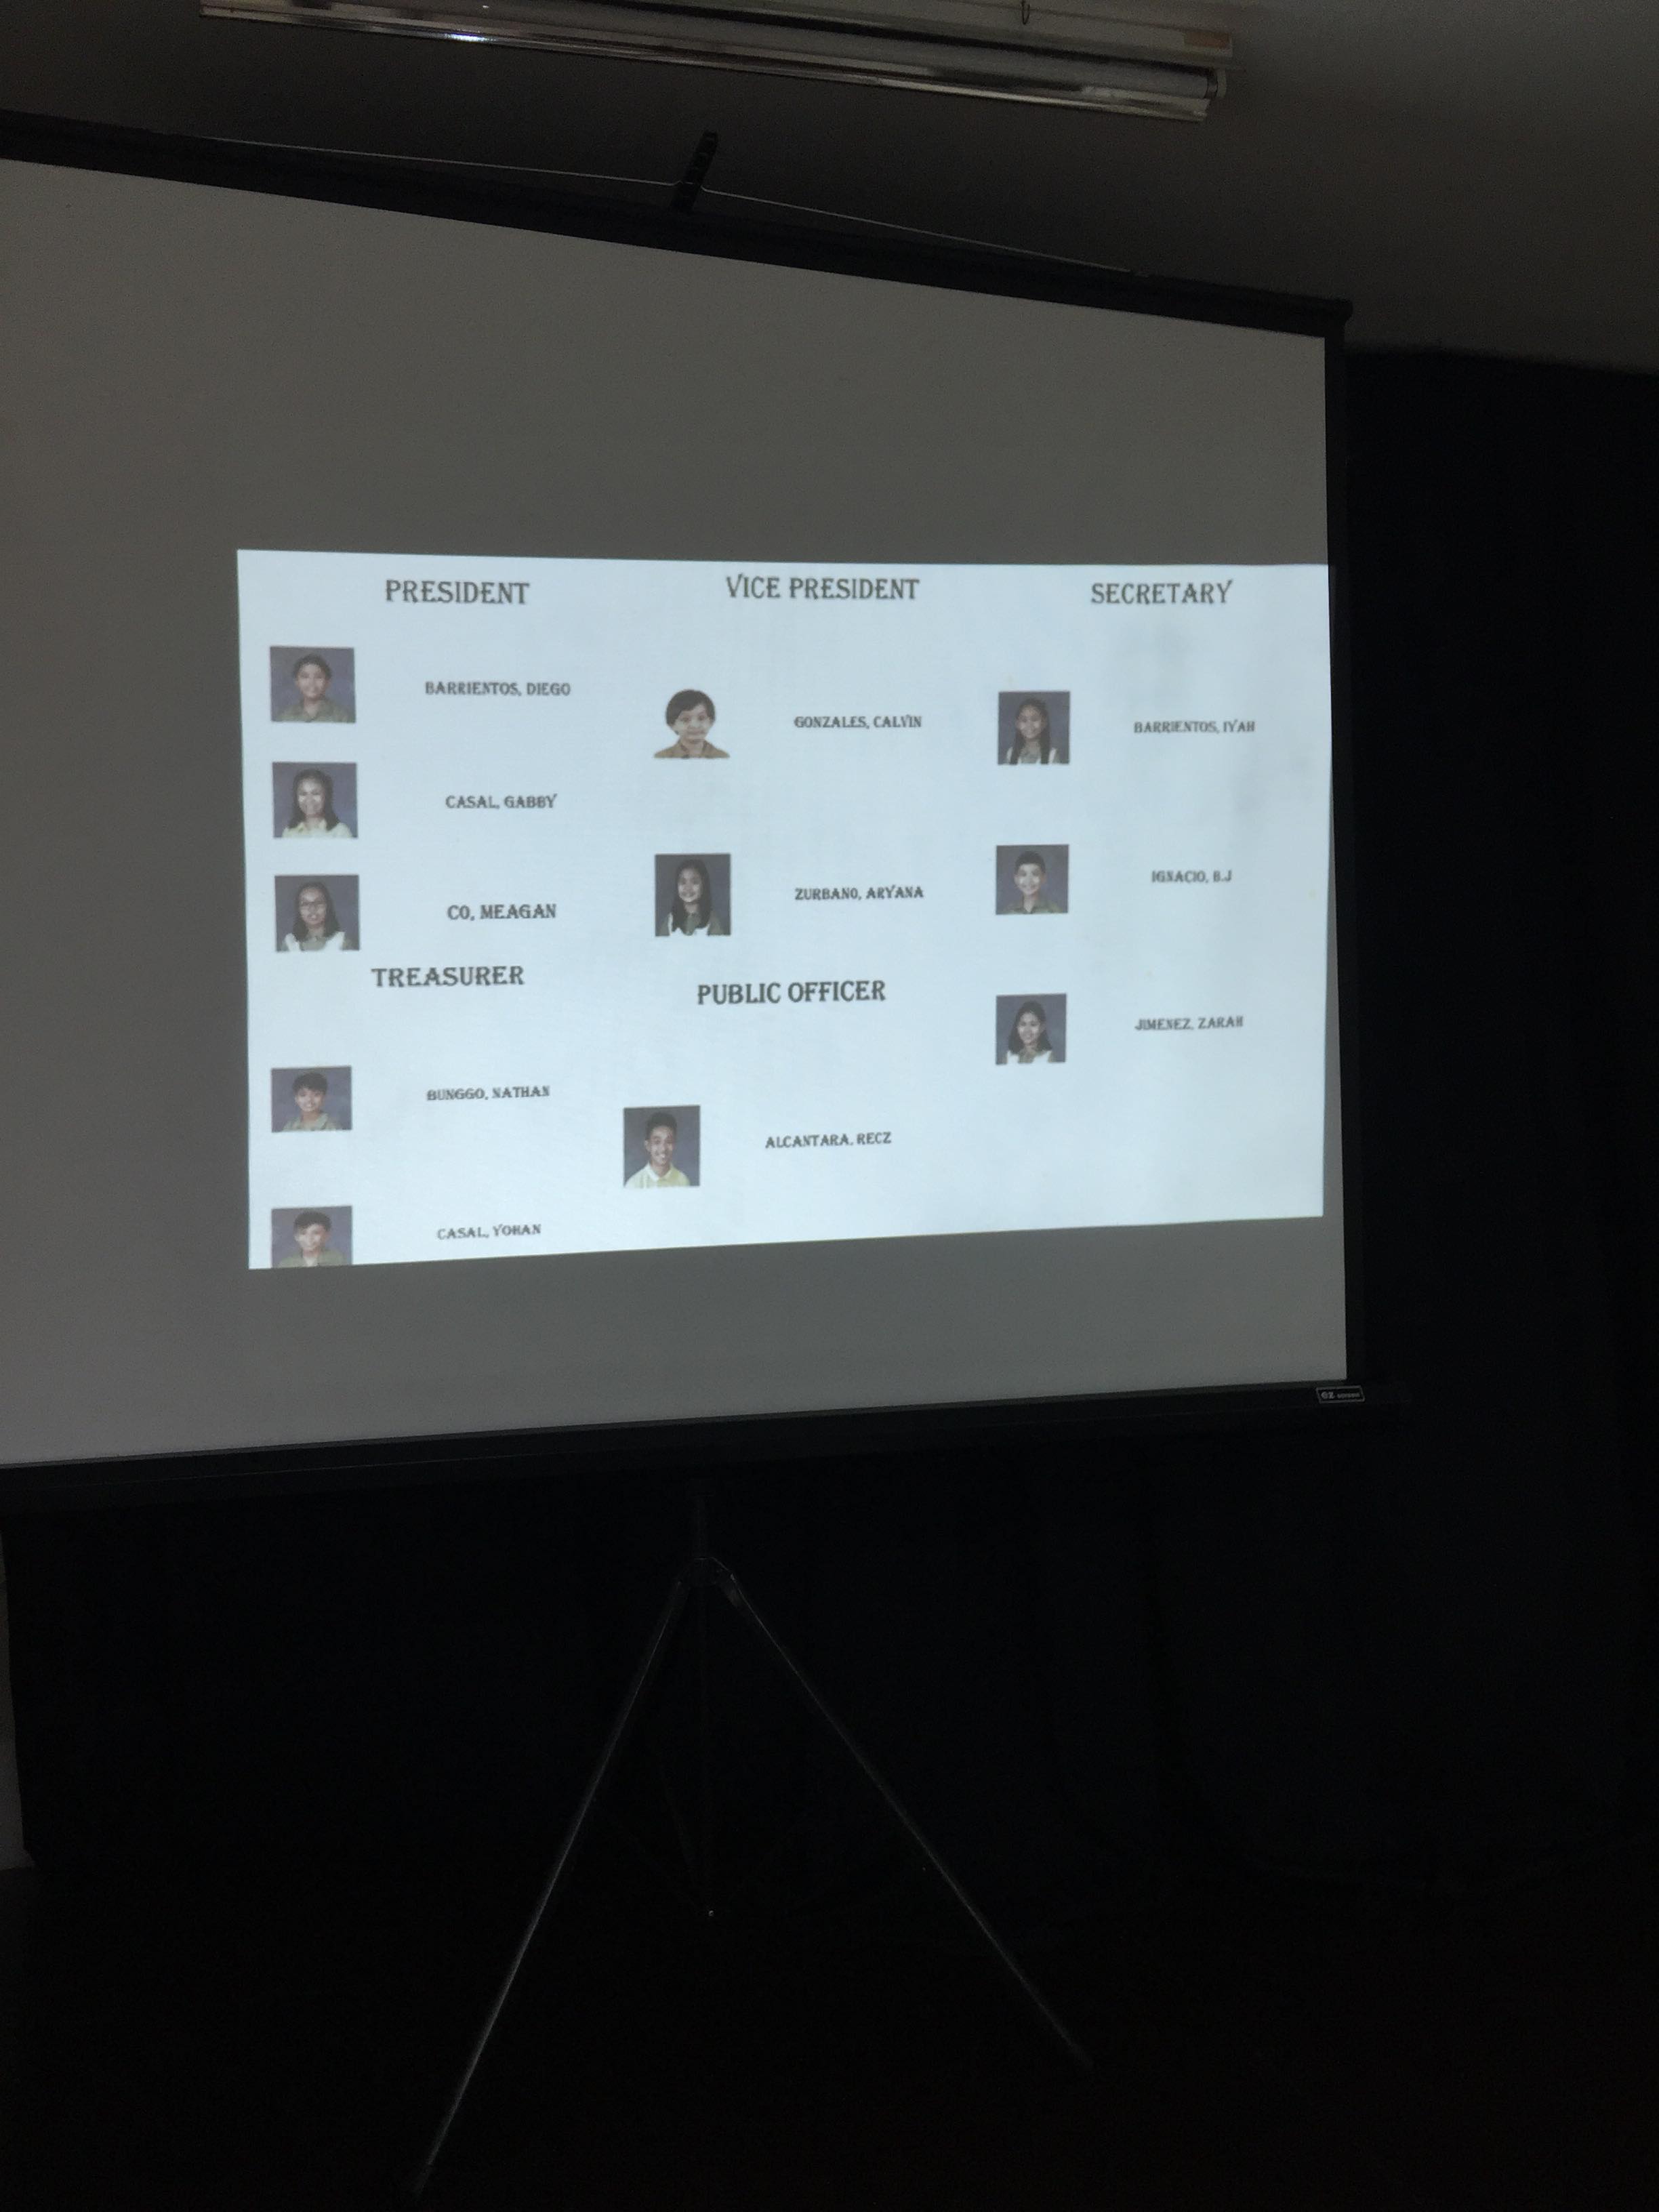 PRESIDENT
BARRIENTOS, DIEGO
CASAL, GABBY
CO, MEAGAN
VICE PRESIDENT
GONZALES, CALVIN
ZURBANO, ARYANA
SECRETARY
BARRIENTOS, IYAH
IGNACIO, B.J
JIMENEZ, ZARAH
TREASURER
BUNGGO, NATHAN
CASAL, YOHAN
PUBLIC OFFICER
ALCANTARA, RECZ
ez screen